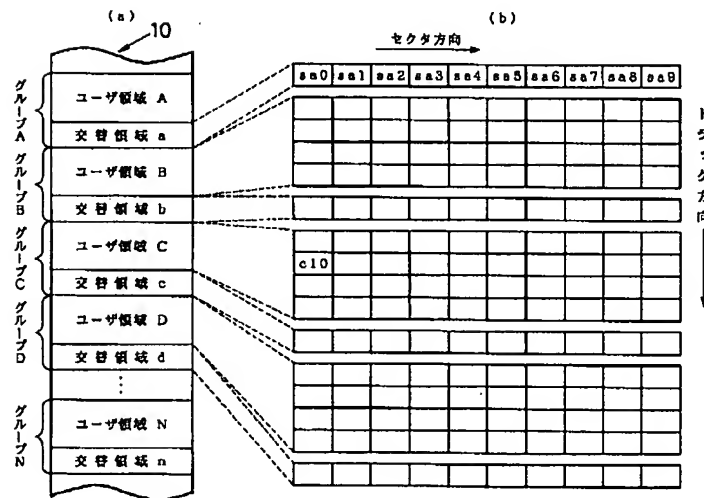 (a)
10
グループA
ユーザ領域 A
交替領域 a
グループB
ユーザ領域 B
交替領域 b
グループC
ユーザ領域 C
交替領域 c
グループD
ユーザ領域 D
交替領域 d
⋮
グループN
ユーザ領域 N
交替領域 n
(b)
セクタ方向
sa0 sa1 sa2 sa3 sa4 sa5 sa6 sa7 sa8 sa9
c10
トラック方向